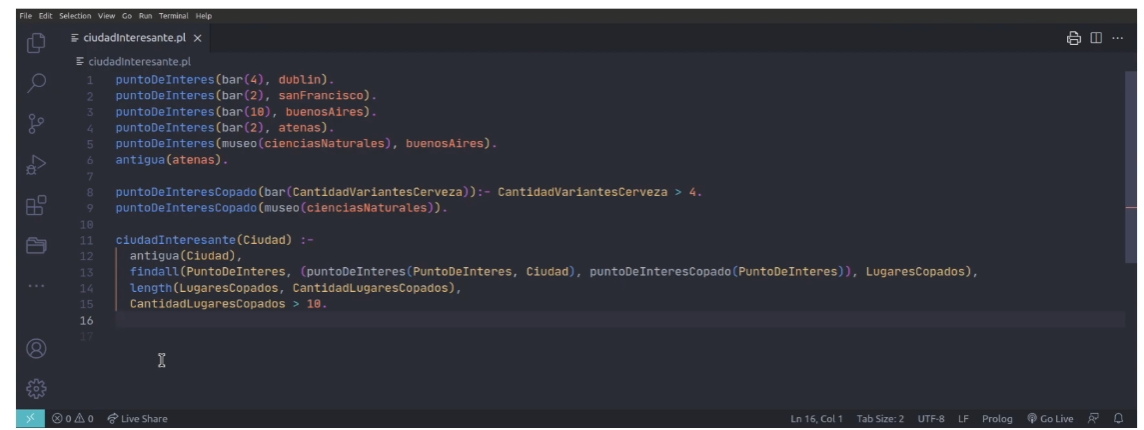 File Edit Selection View Go Run Terminal Help
ciudadInteresante.pl
ciudadInteresante.pl
1 puntoDeInteres(bar(4), dublin).
2 puntoDeInteres(bar(2), sanFrancisco).
3 puntoDeInteres(bar(10), buenosAires).
4 puntoDeInteres(bar(2), atenas).
5 puntoDeInteres(museo(cienciasNaturales), buenosAires).
6 antigua(atenas).
7
8 puntoDeInteresCopado(bar(CantidadVariantesCerveza)):- CantidadVariantesCerveza > 4.
9 puntoDeInteresCopado(museo(cienciasNaturales)).
10
11 ciudadInteresante(Ciudad) :-
12 antigua(Ciudad),
13 findall(PuntoDeInteres, (puntoDeInteres(PuntoDeInteres, Ciudad), puntoDeInteresCopado(PuntoDeInteres)), LugaresCopados),
14 length(LugaresCopados, CantidadLugaresCopados),
15 CantidadLugaresCopados > 10.
16
17
0 0 Live Share Ln 16, Col 1 Tab Size: 2 UTF-8 LF Prolog Go Live